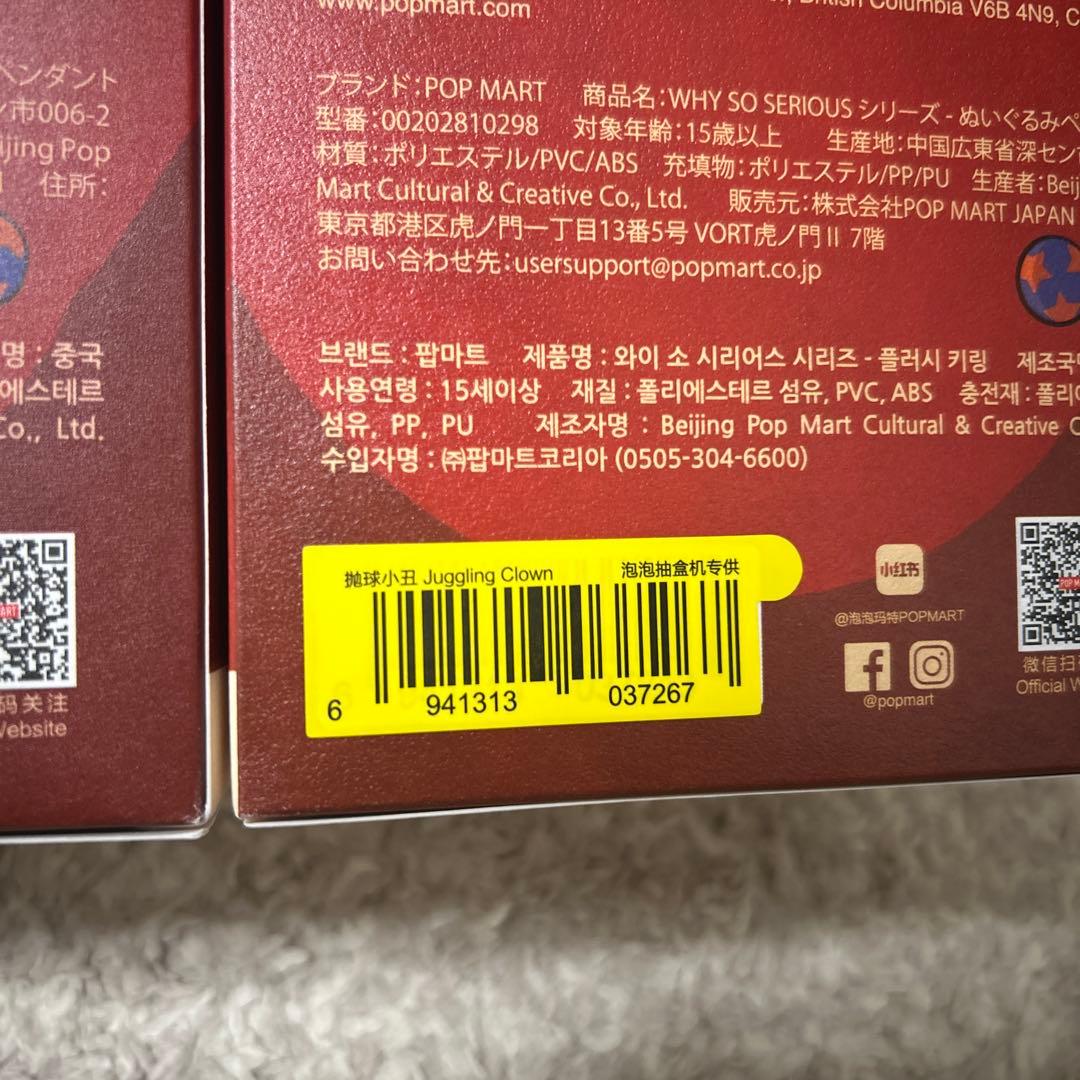 www.popmart.com
British Columbia V6B 4N9, C
ペンダント
ン市006-2
ijing Pop
住所：
ブランド：POP MART 商品名：WHY SO SERIOUS シリーズ - ぬいぐるみペ
型番：00202810298 対象年齢：15歳以上 生産地：中国広東省深セン
材質：ポリエステル/PVC/ABS 充填物：ポリエステル/PP/PU 生産者：Beij
Mart Cultural & Creative Co., Ltd. 販売元：株式会社POP MART JAPAN
東京都港区虎ノ門一丁目13番5号 VORT虎ノ門Ⅱ 7階
お問い合わせ先：usersupport@popmart.co.jp
명 : 중국
에스테르
Co., Ltd.
브랜드 : 팝마트 제품명 : 와이 소 시리어스 시리즈 - 플러시 키링 제조국
사용연령 : 15세이상 재질 : 폴리에스테르 섬유, PVC, ABS 충전재 : 폴리
섬유, PP, PU 제조자명 : Beijing Pop Mart Cultural & Creative C
수입자명 : ㈜팝마트코리아 (0505-304-6600)
码关注
Website
抛球小丑 Juggling Clown 泡泡抽盒机专供
6 941313 037267
小红书
@泡泡玛特POPMART
@popmart
POP M
微信扫
Official W